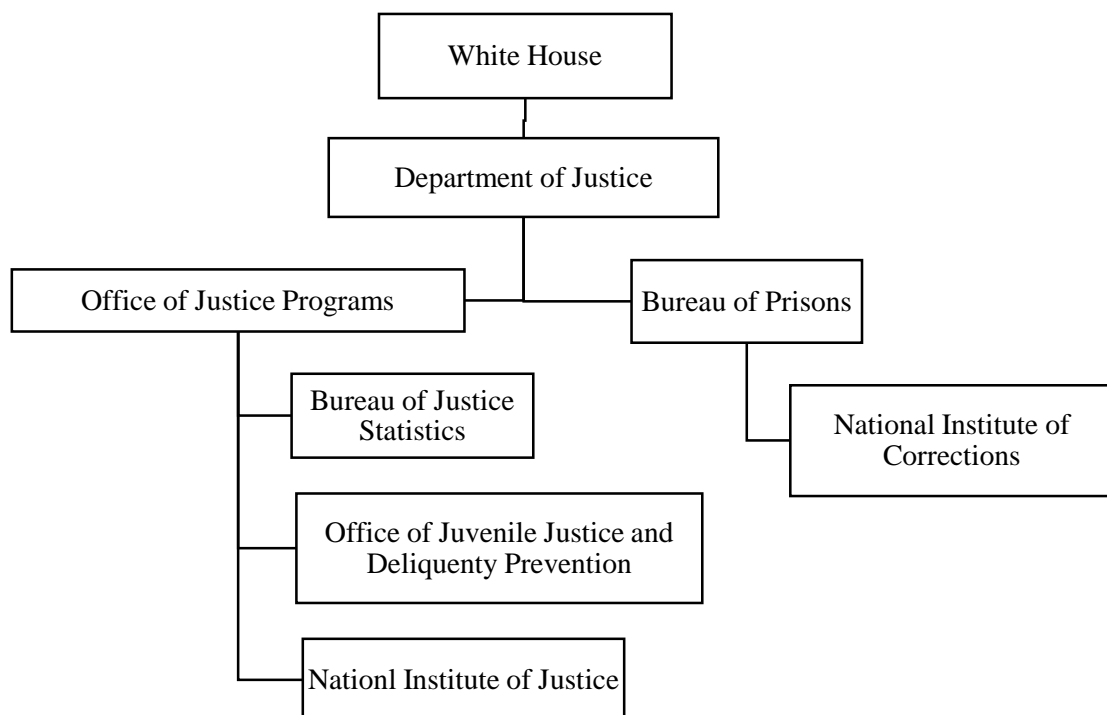 White House
Department of Justice
Office of Justice Programs
Bureau of Prisons
Bureau of Justice
Statistics
National Institute of
Corrections
Office of Juvenile Justice and
Deliquenty Prevention
Nationl Institute of Justice